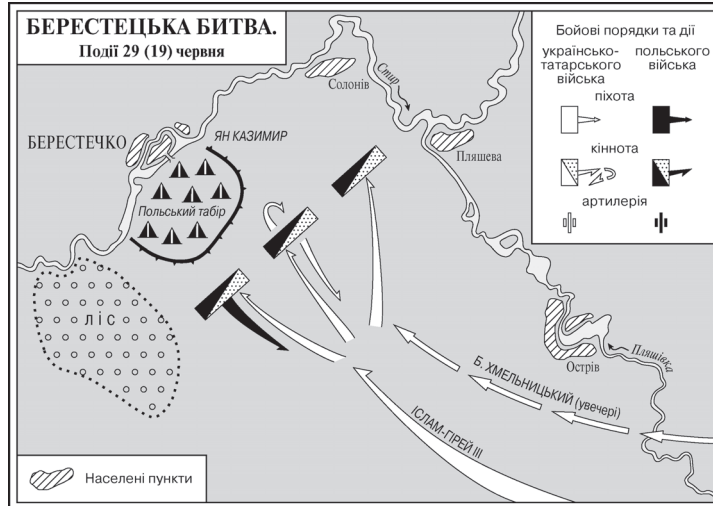 БЕРЕСТЕЦЬКА БИТВА.
Події 29 (19) червня
Бойові порядки та дії
українсько-
татарського
війська
польського
війська
піхота
кіннота
артилерія
Солонів
Стир
БЕРЕСТЕЧКО
ЯН КАЗИМИР
Пляшева
Польський табір
ЛІС
Острів
Пляшівка
Б. ХМЕЛЬНИЦЬКИЙ (увечері)
ІСЛАМ-ГІРЕЙ III
Населені пункти